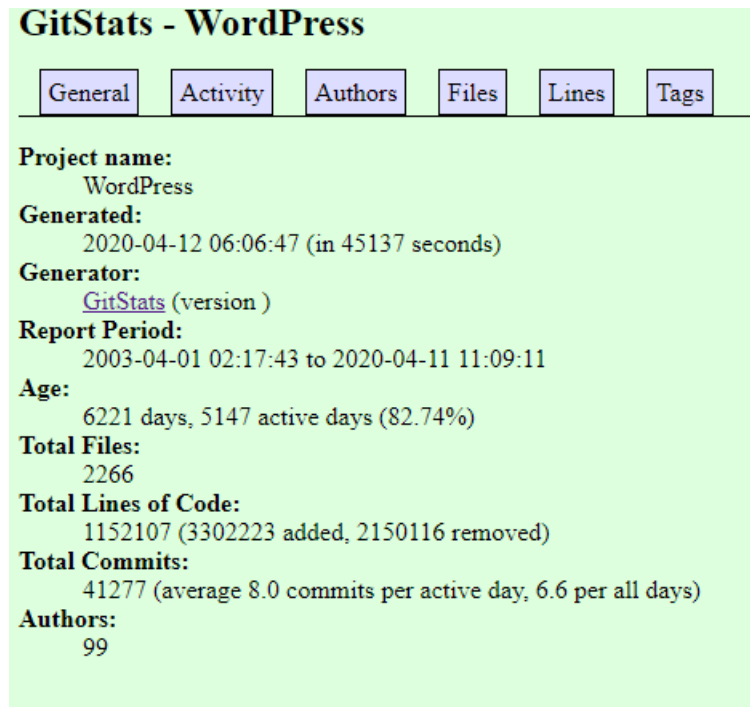 GitStats - WordPress
General Activity Authors Files Lines Tags
Project name:
WordPress
Generated:
2020-04-12 06:06:47 (in 45137 seconds)
Generator:
GitStats (version )
Report Period:
2003-04-01 02:17:43 to 2020-04-11 11:09:11
Age:
6221 days, 5147 active days (82.74%)
Total Files:
2266
Total Lines of Code:
1152107 (3302223 added, 2150116 removed)
Total Commits:
41277 (average 8.0 commits per active day, 6.6 per all days)
Authors:
99